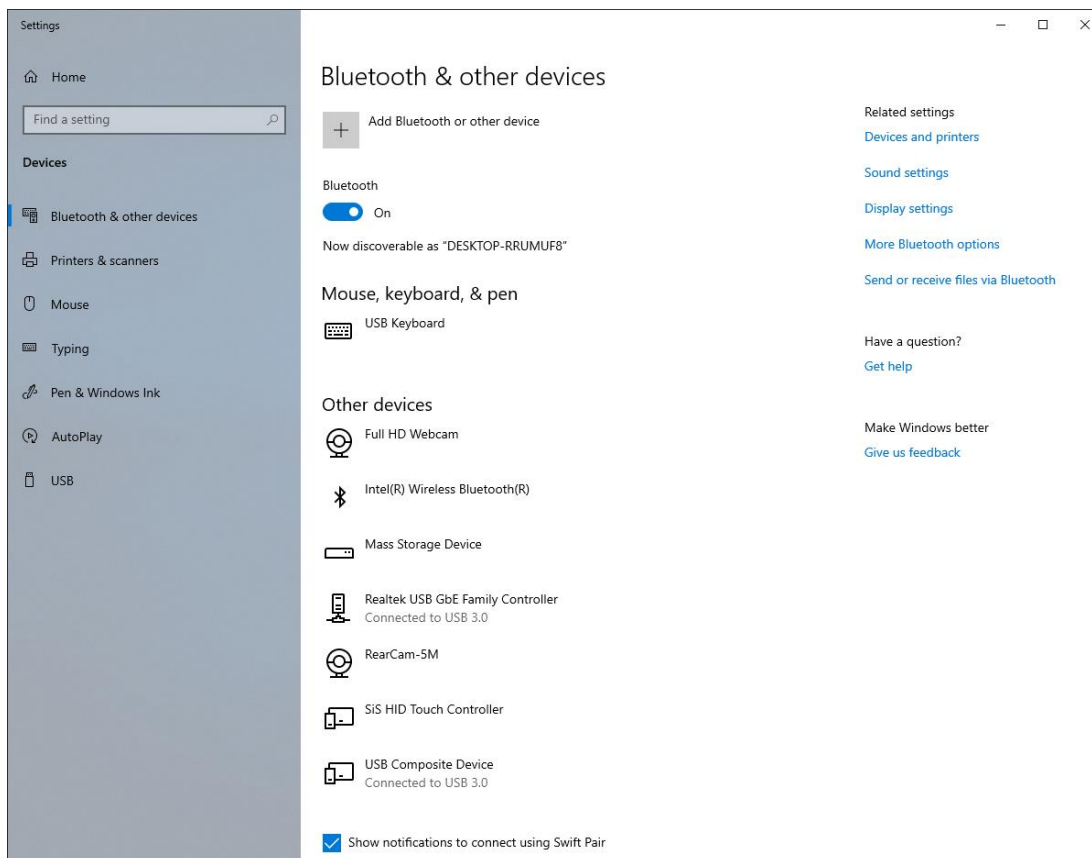 Settings
Home
Find a setting
Devices
Bluetooth & other devices
Printers & scanners
Mouse
Typing
Pen & Windows Ink
AutoPlay
USB
Bluetooth & other devices
Add Bluetooth or other device
Bluetooth
On
Now discoverable as “DESKTOP-RRUMUF8”
Mouse, keyboard, & pen
USB Keyboard
Other devices
Full HD Webcam
Intel(R) Wireless Bluetooth(R)
Mass Storage Device
Realtek USB GbE Family Controller
Connected to USB 3.0
RearCam-5M
SiS HID Touch Controller
USB Composite Device
Connected to USB 3.0
Show notifications to connect using Swift Pair
Related settings
Devices and printers
Sound settings
Display settings
More Bluetooth options
Send or receive files via Bluetooth
Have a question?
Get help
Make Windows better
Give us feedback